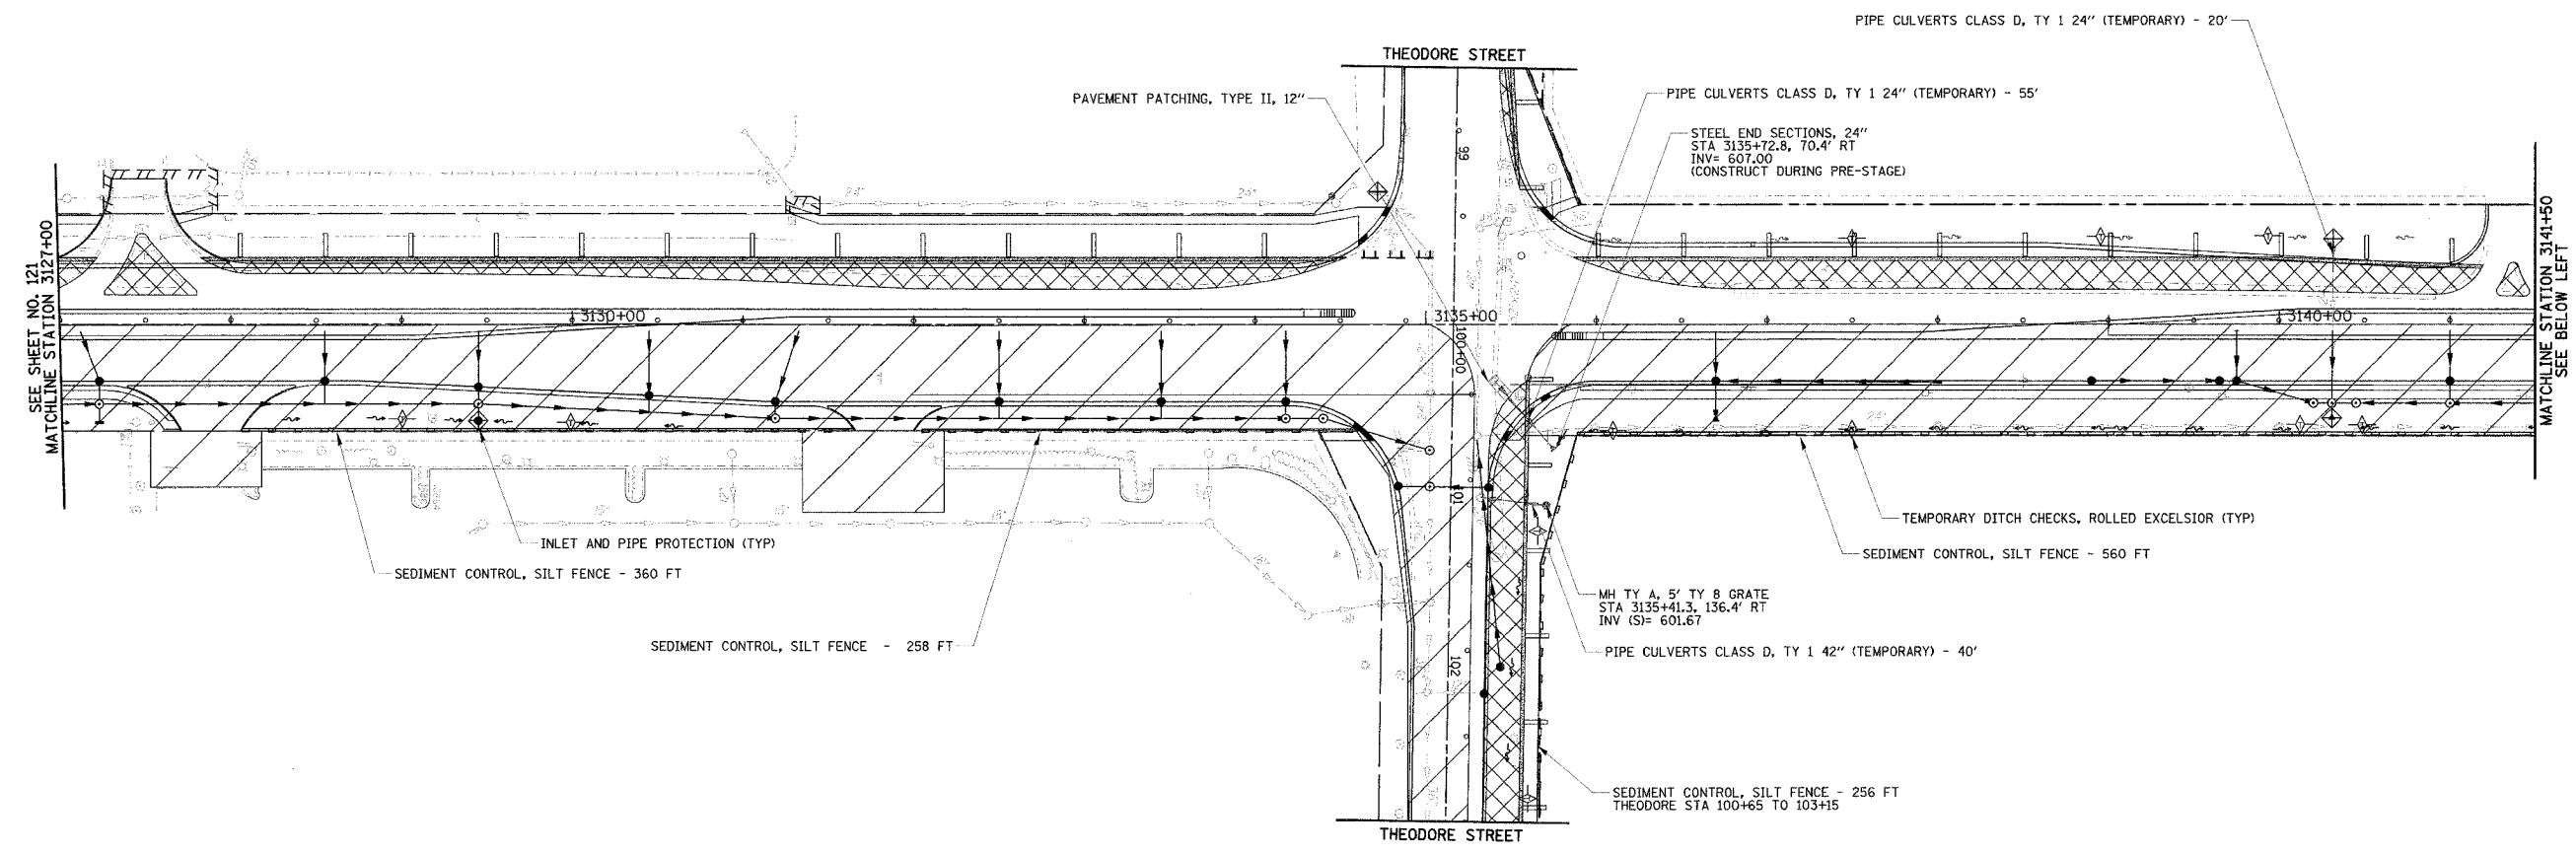 PIPE CULVERTS CLASS D, TY 1 24" (TEMPORARY) - 20'
THEODORE STREET
PAVEMENT PATCHING, TYPE II, 12"
PIPE CULVERTS CLASS D, TY 1 24" (TEMPORARY) - 55'
STEEL END SECTIONS, 24"
STA 3135+72.8, 70.4' RT
INV= 607.00
(CONSTRUCT DURING PRE-STAGE)
99
24'
SEE SHEET NO. 121
MATCHLINE STATION 3127+00
3130+00
3135+00
100+00
3140+00
MATCHLINE STATION 3141+50
SEE BELOW LEFT
101
TEMPORARY DITCH CHECKS, ROLLED EXCELSIOR (TYP)
INLET AND PIPE PROTECTION (TYP)
SEDIMENT CONTROL, SILT FENCE - 560 FT
SEDIMENT CONTROL, SILT FENCE - 360 FT
MH TY A, 5' TY 8 GRATE
STA 3135+41.3, 136.4' RT
INV (S)= 601.67
SEDIMENT CONTROL, SILT FENCE - 258 FT
PIPE CULVERTS CLASS D, TY 1 42" (TEMPORARY) - 40'
102
SEDIMENT CONTROL, SILT FENCE - 256 FT
THEODORE STA 100+65 TO 103+15
THEODORE STREET